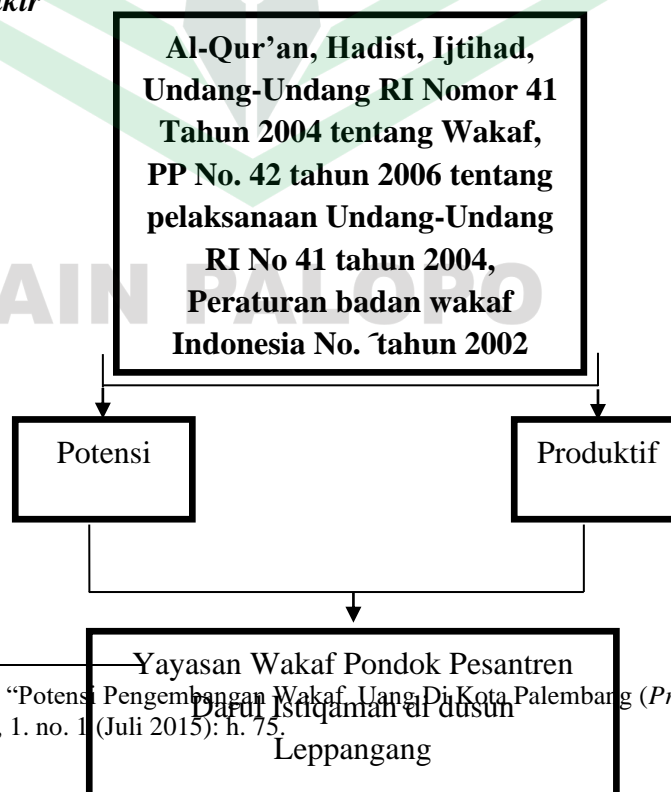 kir
Al-Qur’an, Hadist, Ijtihad,
Undang-Undang RI Nomor 41
Tahun 2004 tentang Wakaf,
PP No. 42 tahun 2006 tentang
pelaksanaan Undang-Undang
RI No 41 tahun 2004,
AIN PALOPO
Peraturan badan wakaf
Indonesia No. tahun 2002
Potensi
Produktif
Yayasan Wakaf Pondok Pesantren
Darul Istiqamah di dusun
Leppangang
“Potensi Pengembangan Wakaf Uang Di Kota Palembang (
, 1. no. 1 (Juli 2015): h. 75.